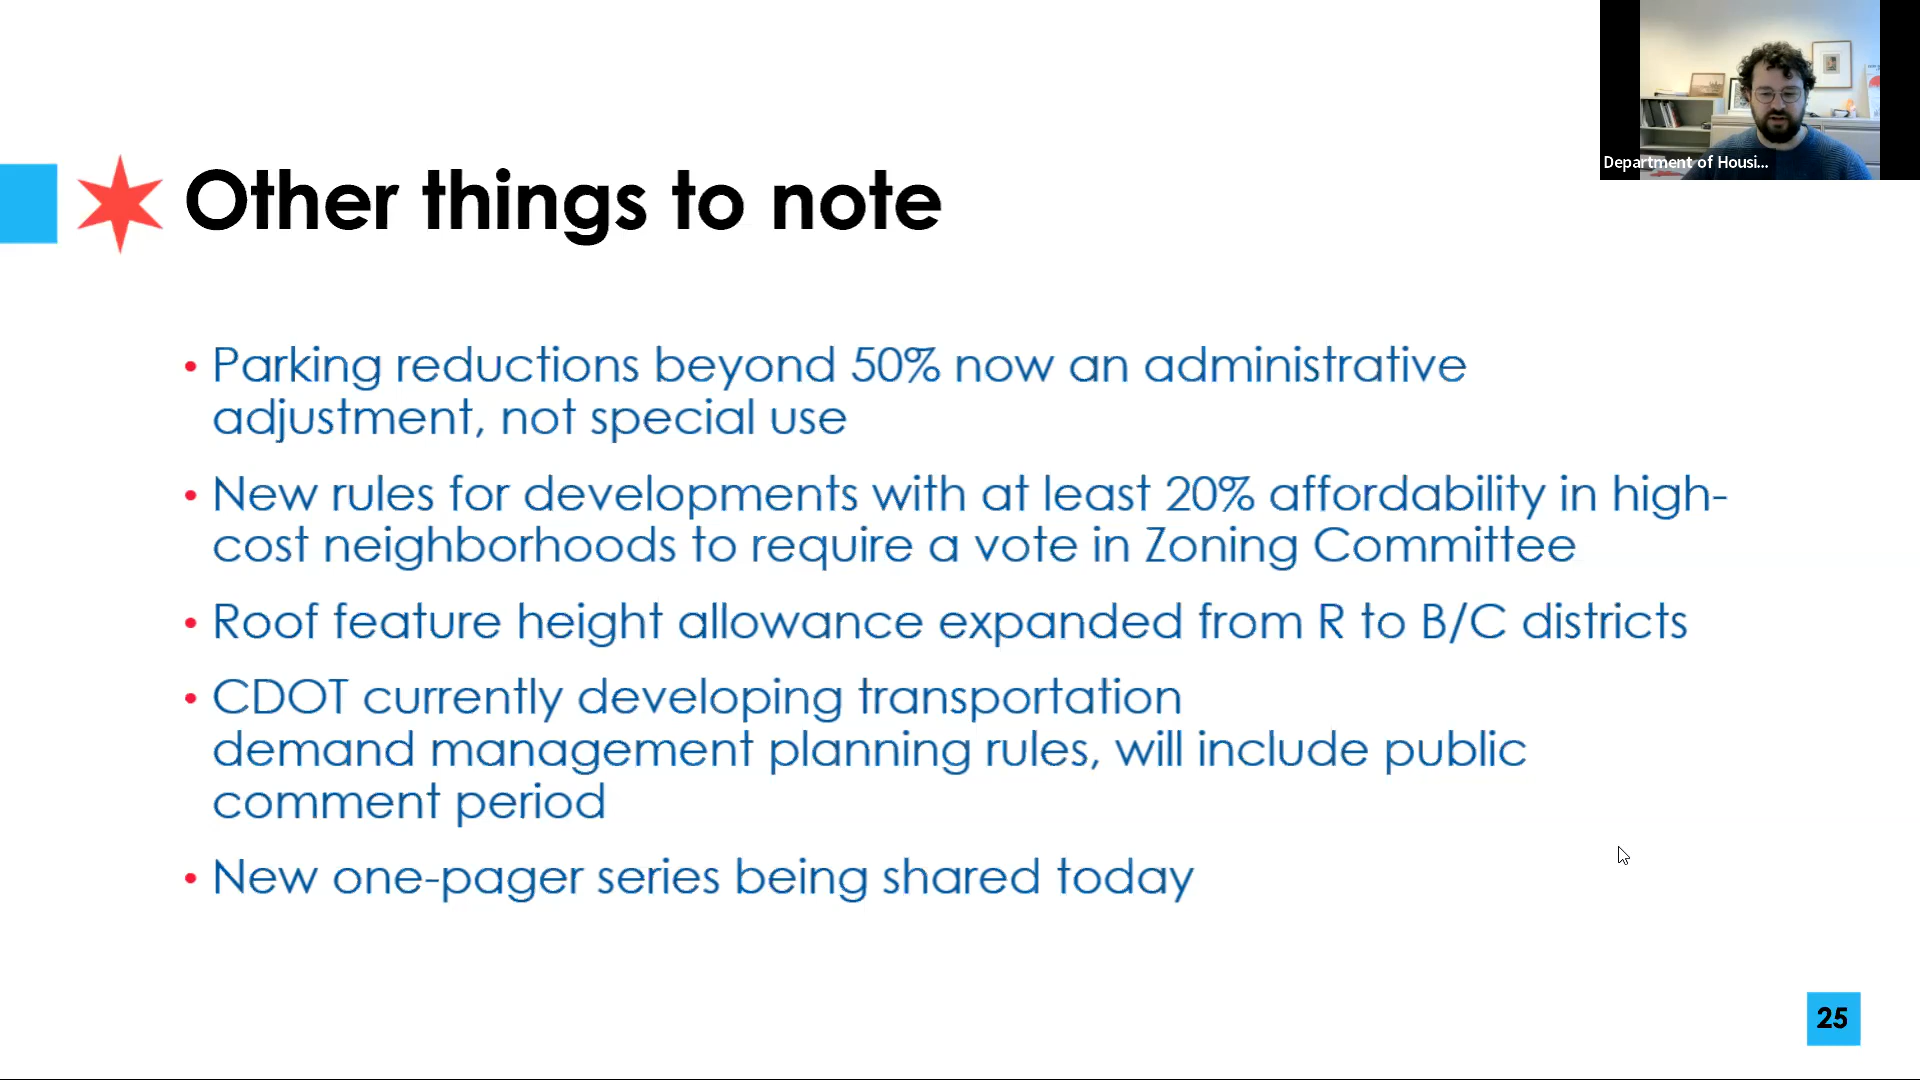 Department of Housi...
Other things to note
• Parking reductions beyond 50% now an administrative
adjustment, not special use
• New rules for developments with at least 20% affordability in high-
cost neighborhoods to require a vote in Zoning Committee
• Roof feature height allowance expanded from R to B/C districts
• CDOT currently developing transportation
demand management planning rules, will include public
comment period
• New one-pager series being shared today
25